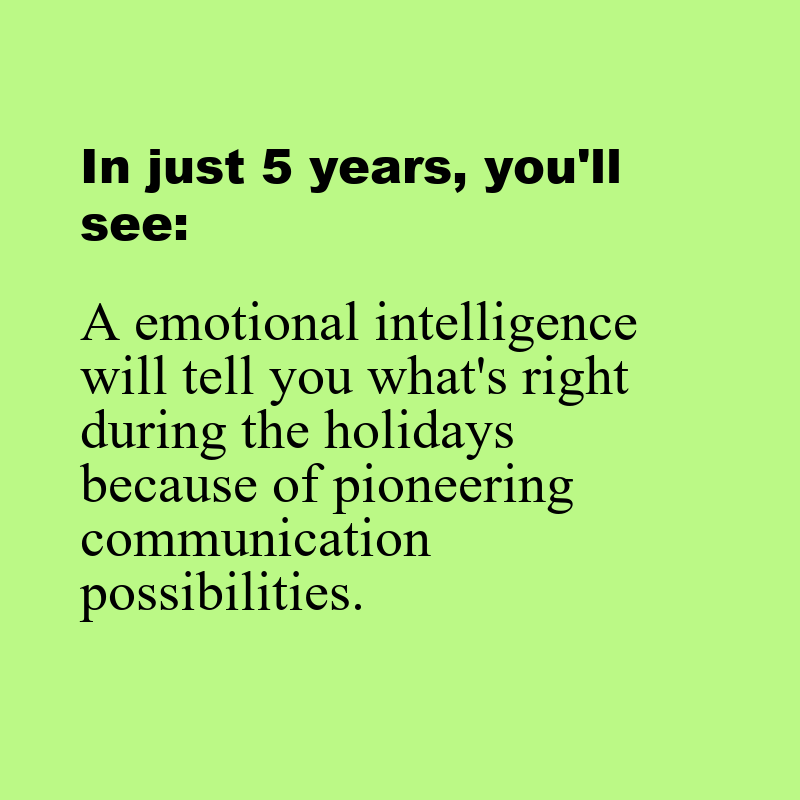 In just 5 years, you'll
see:
A emotional intelligence
will tell you what's right
during the holidays
because of pioneering
communication
possibilities.